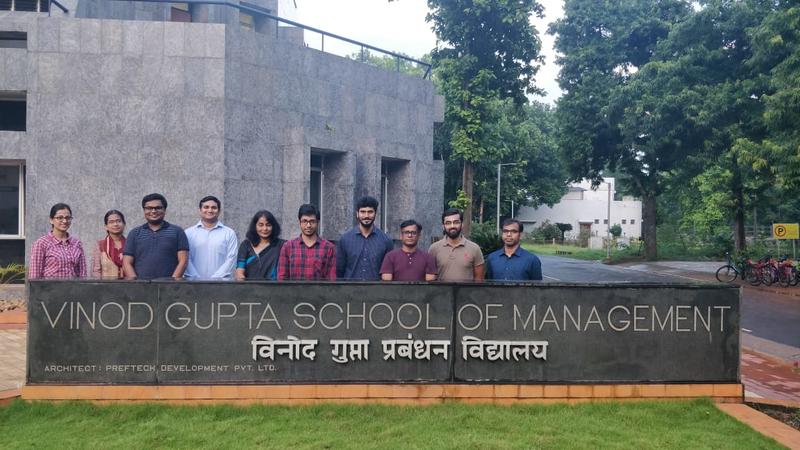 VINOD GUPTA SCHOOL OF MANAGEMENT
विनोद गुप्ता प्रबंधन विद्यालय
ARCHITECT : PREFTECH DEVELOPMENT PVT. LTD.
P